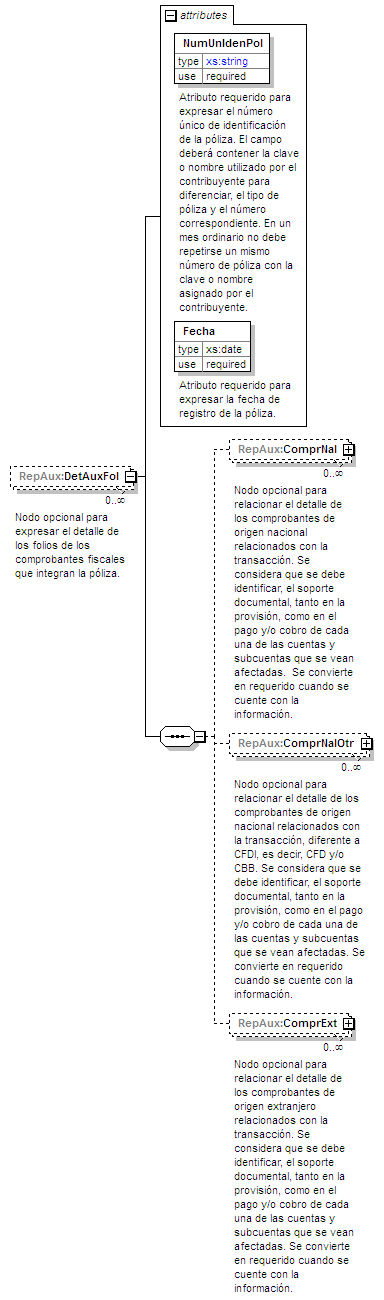 attributes
NumUnIdenPol
type xs:string
use required
Atributo requerido para
expresar el número
único de identificación
de la póliza. El campo
deberá contener la clave
o nombre utilizado por el
contribuyente para
diferenciar, el tipo de
póliza y el número
correspondiente. En un
mes ordinario no debe
repetirse un mismo
número de póliza con la
clave o nombre
asignado por el
contribuyente.
Fecha
type xs:date
use required
Atributo requerido para
expresar la fecha de
registro de la póliza.
RepAux:DetAuxFol
0..∞
Nodo opcional para
expresar el detalle de
los folios de los
comprobantes fiscales
que integran la póliza.
RepAux:ComprNal
0..∞
Nodo opcional para
relacionar el detalle de
los comprobantes de
origen nacional
relacionados con la
transacción. Se
considera que se debe
identificar, el soporte
documental, tanto en la
provisión, como en el
pago y/o cobro de cada
una de las cuentas y
subcuentas que se vean
afectadas.  Se convierte
en requerido cuando se
cuente con la
información.
RepAux:ComprNalOtr
0..∞
Nodo opcional para
relacionar el detalle de los
comprobantes de origen
nacional relacionados con
la transacción, diferente a
CFDI, es decir, CFD y/o
CBB. Se considera que se
debe identificar, el soporte
documental, tanto en la
provisión, como en el pago
y/o cobro de cada una de
las cuentas y subcuentas
que se vean afectadas. Se
convierte en requerido
cuando se cuente con la
información.
RepAux:ComprExt
0..∞
Nodo opcional para
relacionar el detalle de
los comprobantes de
origen extranjero
relacionados con la
transacción. Se
considera que se debe
identificar, el soporte
documental, tanto en la
provisión, como en el
pago y/o cobro de cada
una de las cuentas y
subcuentas que se vean
afectadas. Se convierte
en requerido cuando se
cuente con la
información.